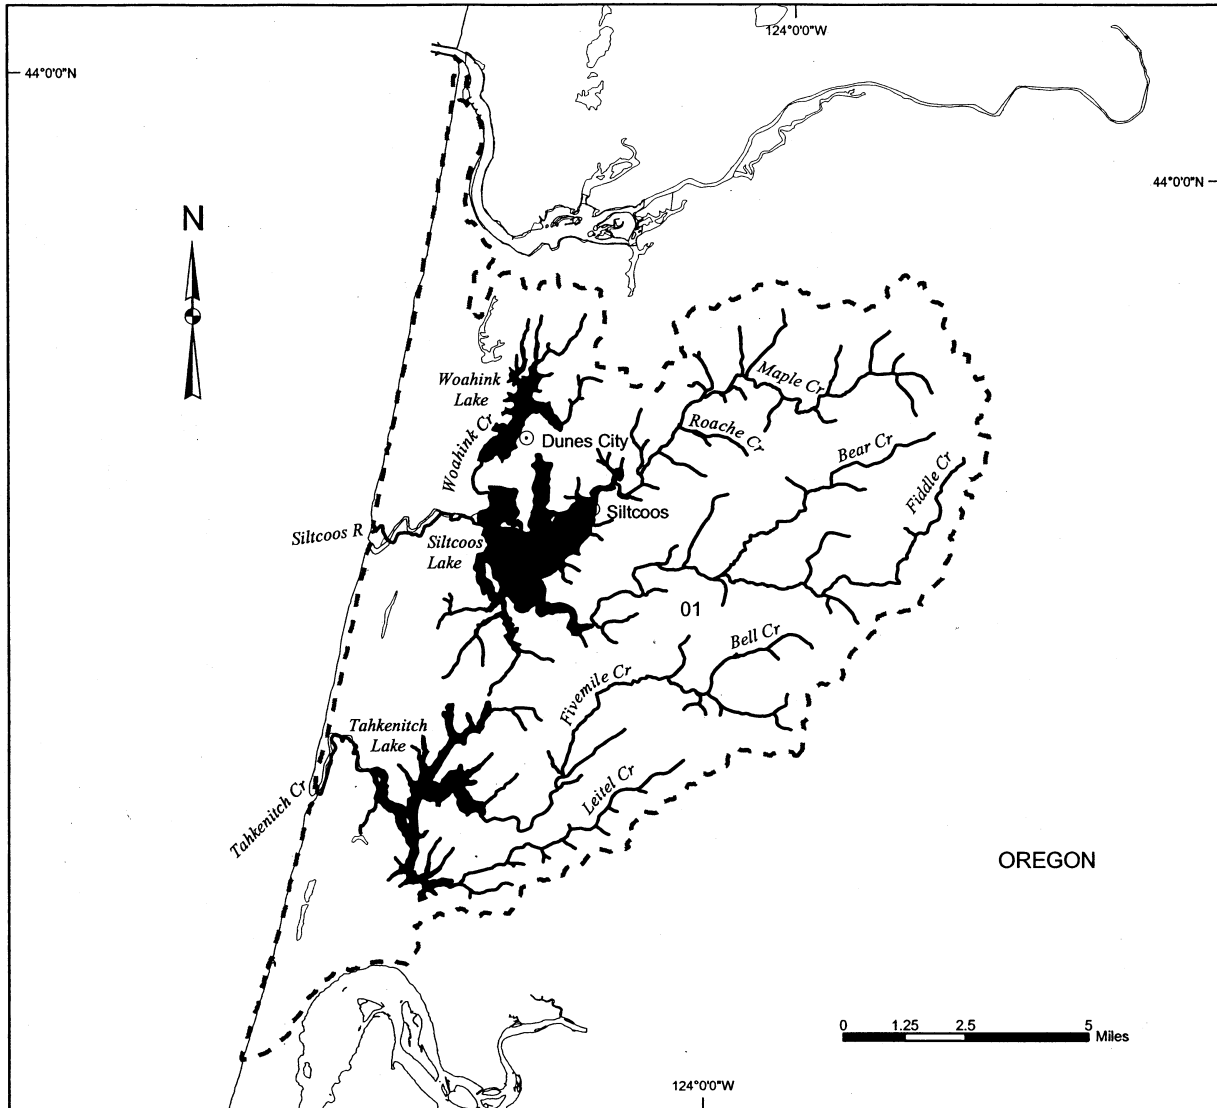 124°0'0"W
44°0'0"N
44°0'0"N
N
Woahink
Lake
Maple Cr
Woahink Cr
Dunes City
Roache Cr
Bear Cr
Fiddle Cr
Siltcoos R
Siltcoos
Lake
Siltcoos
01
Bell Cr
Fivemile Cr
Tahkenitch
Lake
Tahkenitch Cr
Leitel Cr
OREGON
0 1.25 2.5 5
Miles
124°0'0"W